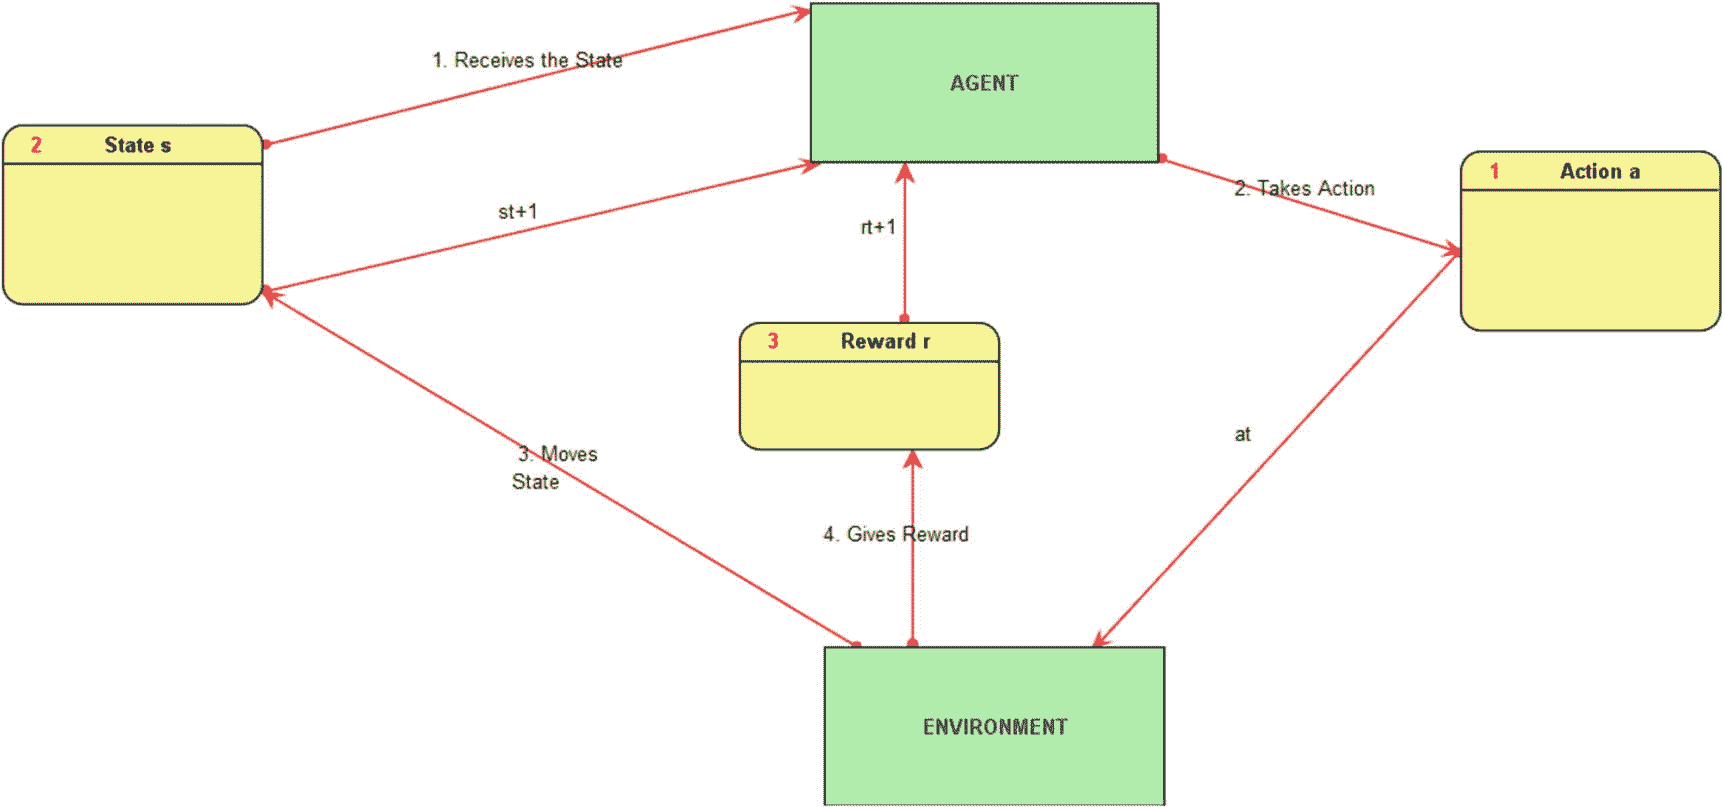 1. Receives the State
AGENT
2 State s
1 Action a
2. Takes Action
st+1
rt+1
3 Reward r
at
3. Moves
State
4. Gives Reward
ENVIRONMENT